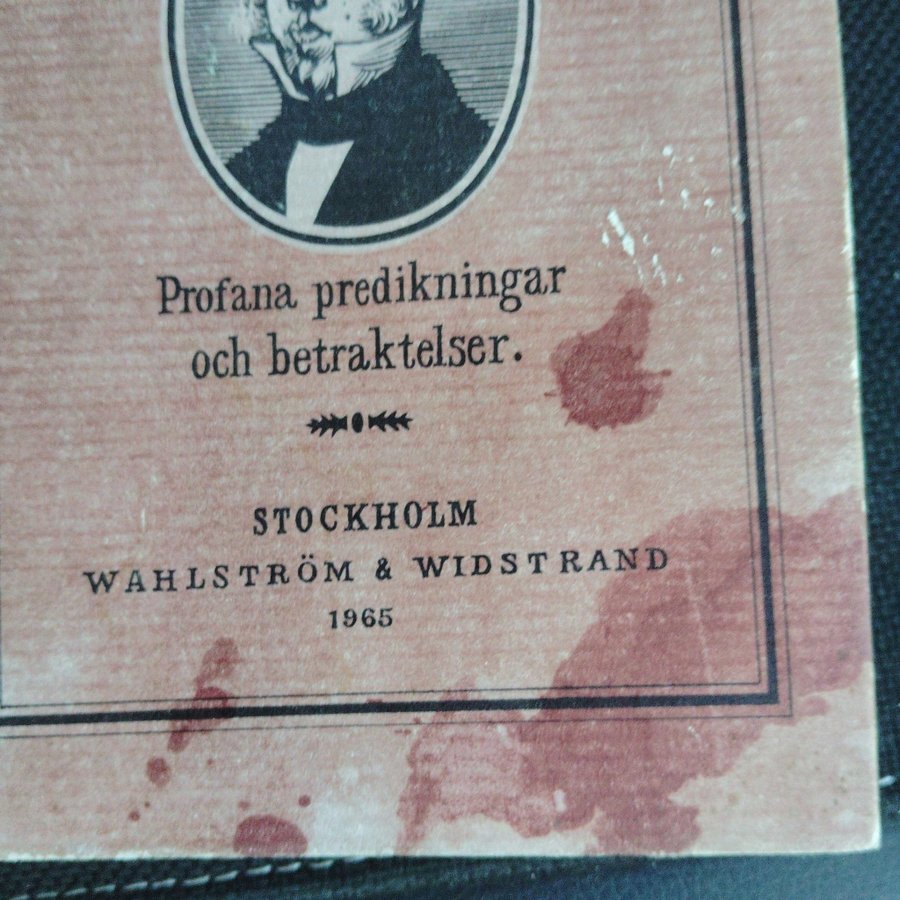 Profana predikningar
och betraktelser.
STOCKHOLM
WAHLSTRÖM & WIDSTRAND
1965